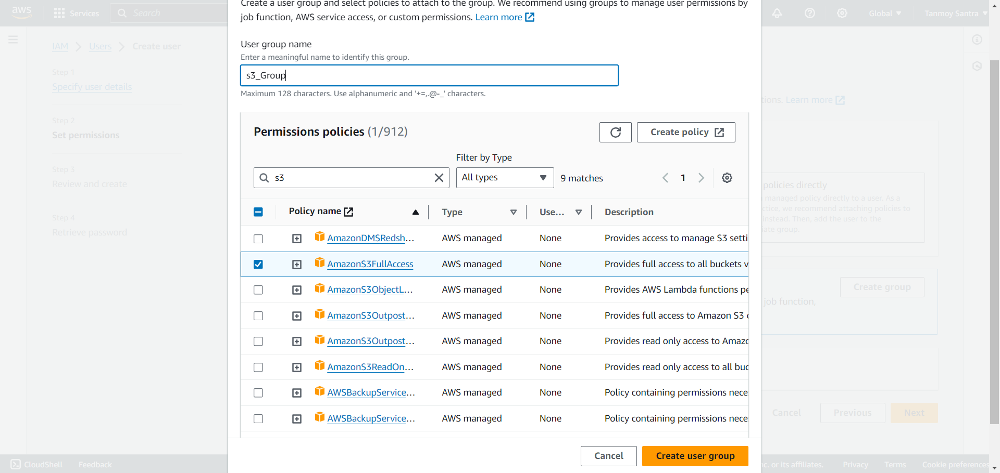 aws
Services
Search
Global
Tanmoy Santra
IAM
Users
Create user
Step 1
Specify user details
Step 2
Set permissions
Step 3
Review and create
Step 4
Retrieve password
Create a user group and select policies to attach to the group. We recommend using groups to manage user permissions by
job function, AWS service access, or custom permissions. Learn more
User group name
Enter a meaningful name to identify this group.
s3_Group
Maximum 128 characters. Use alphanumeric and '+=,.@-_' characters.
Permissions policies (1/912)
Create policy
Filter by Type
s3
All types
9 matches
1
Policy name
Type
Use...
Description
AmazonDMSRedsh... AWS managed None Provides access to manage S3 setti
AmazonS3FullAccess AWS managed None Provides full access to all buckets v
AmazonS3ObjectL... AWS managed None Provides AWS Lambda functions pe
AmazonS3Outpost... AWS managed None Provides full access to Amazon S3 o
AmazonS3Outpost... AWS managed None Provides read only access to Amazo
AmazonS3ReadOn... AWS managed None Provides read only access to all buc
AWSBackupService... AWS managed None Policy containing permissions nece
AWSBackupService... AWS managed None Policy containing permissions nece
Cancel
Create user group
tions. Learn more
policies directly
managed policy directly to a user. As a
ctice, we recommend attaching policies to
instead. Then, add the user to the
ate group.
Create group
job function,
Cancel
Previous
Next
CloudShell
Feedback
nc. or its affiliates.
Privacy
Terms
Cookie preferences